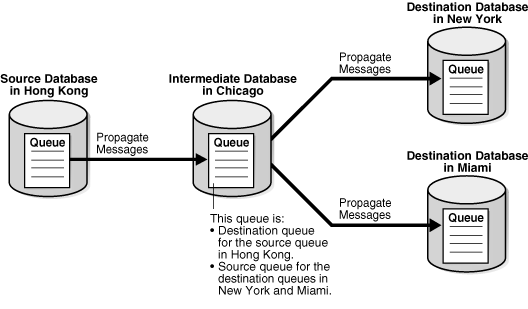 Destination Database
in New York
Propagate
Messages
Queue
Source Database
in Hong Kong
Intermediate Database
in Chicago
Queue
Propagate
Messages
Queue
Destination Database
in Miami
Propagate
Messages
Queue
This queue is:
• Destination queue
for the source queue
in Hong Kong.
• Source queue for the
destination queues in
New York and Miami.